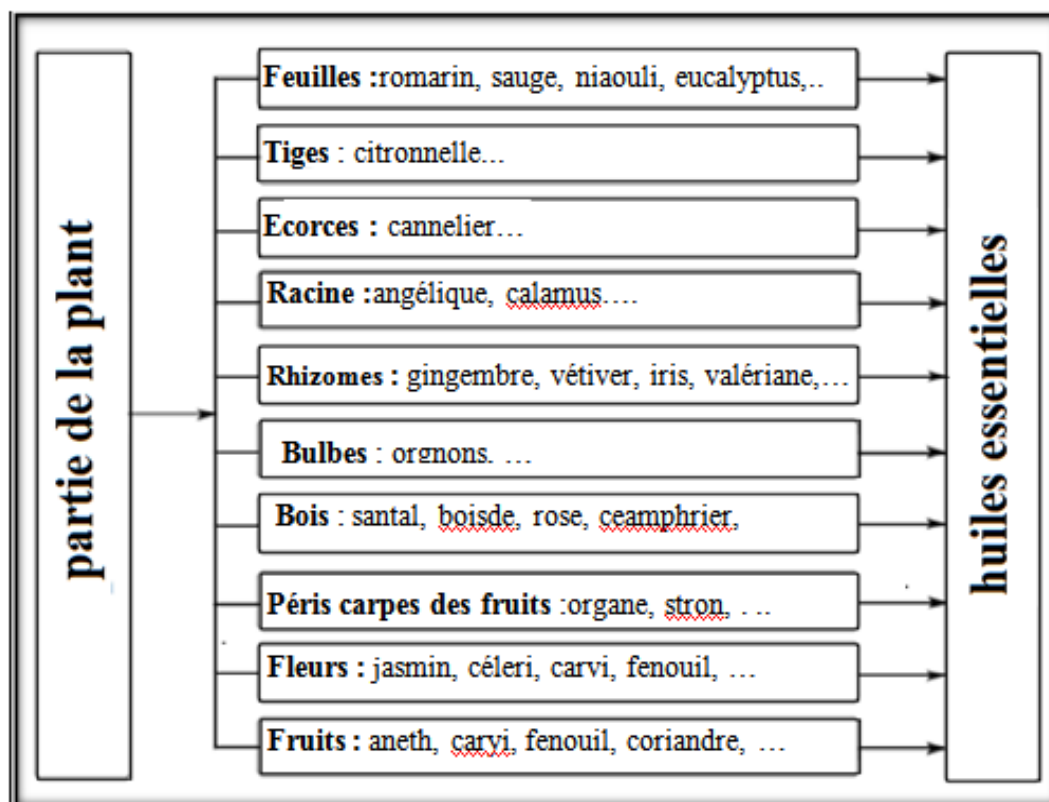 partie de la plant
Feuilles :romarin, sauge, niaouli, eucalyptus,..
Tiges : citronnelle...
Ecorces : cannelier...
Racine :angélique, calamus....
Rhizomes : gingembre, vétiver, iris, valériane,...
Bulbes : orgnons. ...
Bois : santal, boisde, rose, ceamphrier,
Péris carpes des fruits :organe, stron, . ..
Fleurs : jasmin, céleri, carvi, fenouil, ...
Fruits : aneth, carvi, fenouil, coriandre, ...
huiles essentielles